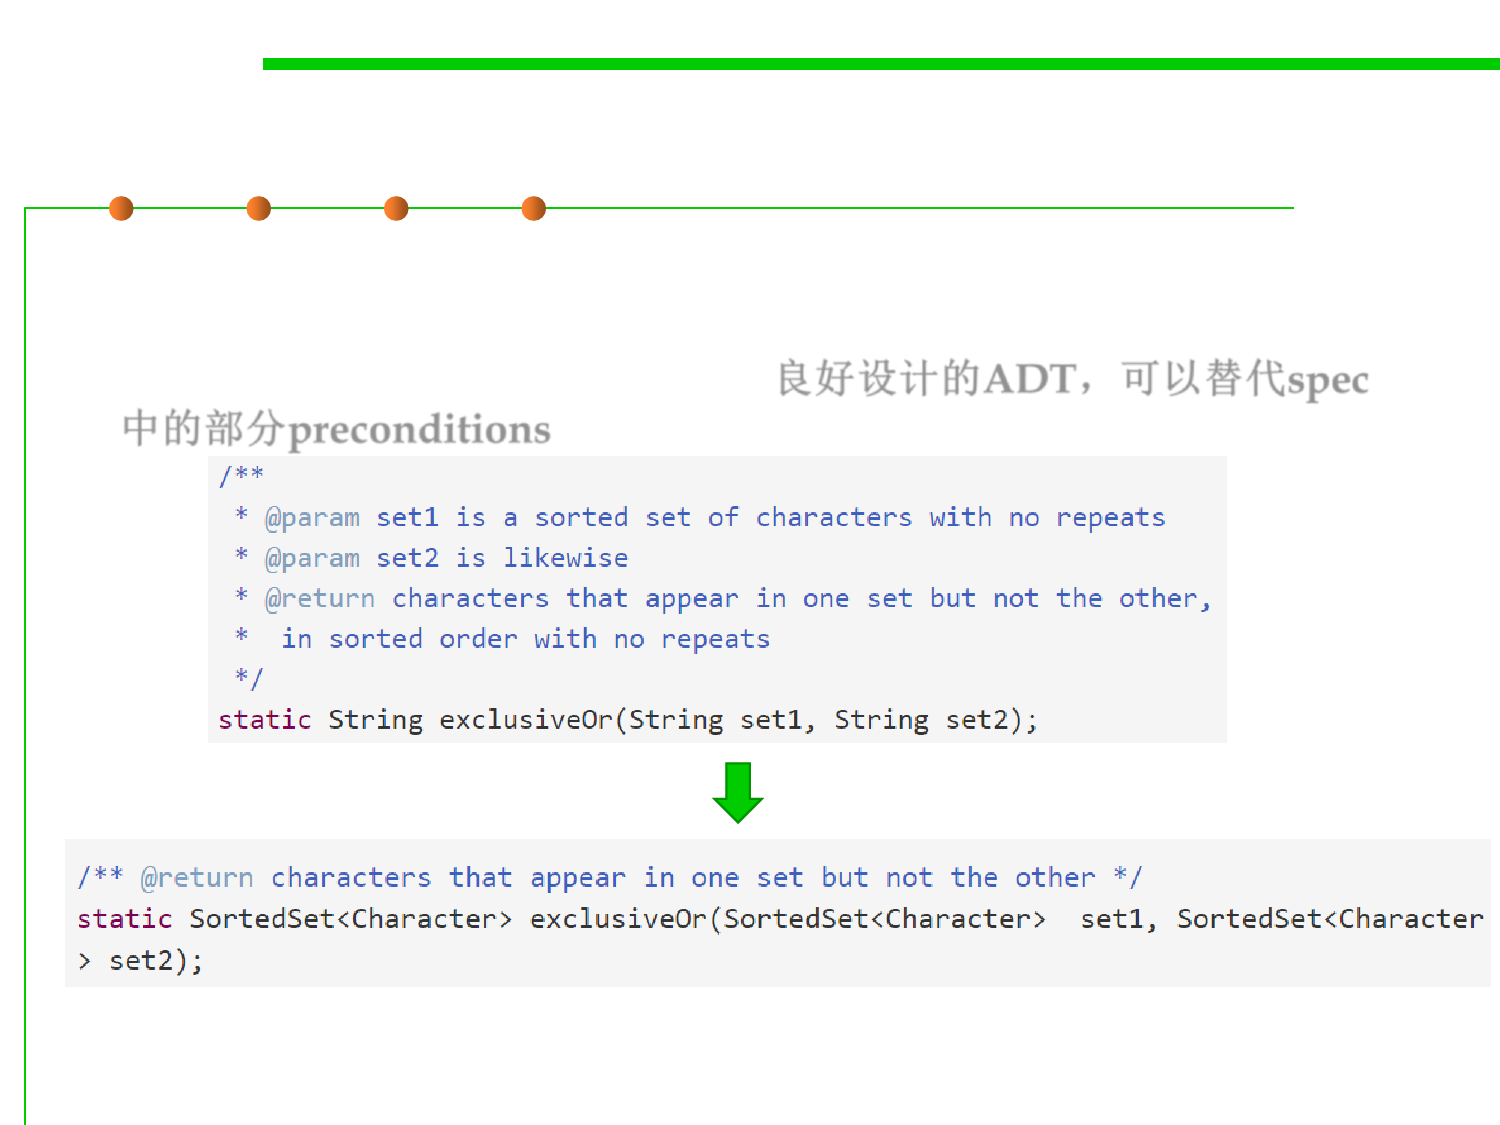 良好设计的ADT，可以替代spec
中的部分preconditions
/**
 * @param set1 is a sorted set of characters with no repeats
 * @param set2 is likewise
 * @return characters that appear in one set but not the other,
 *  in sorted order with no repeats
 */
static String exclusiveOr(String set1, String set2);
/** @return characters that appear in one set but not the other */
static SortedSet<Character> exclusiveOr(SortedSet<Character>  set1, SortedSet<Character
> set2);